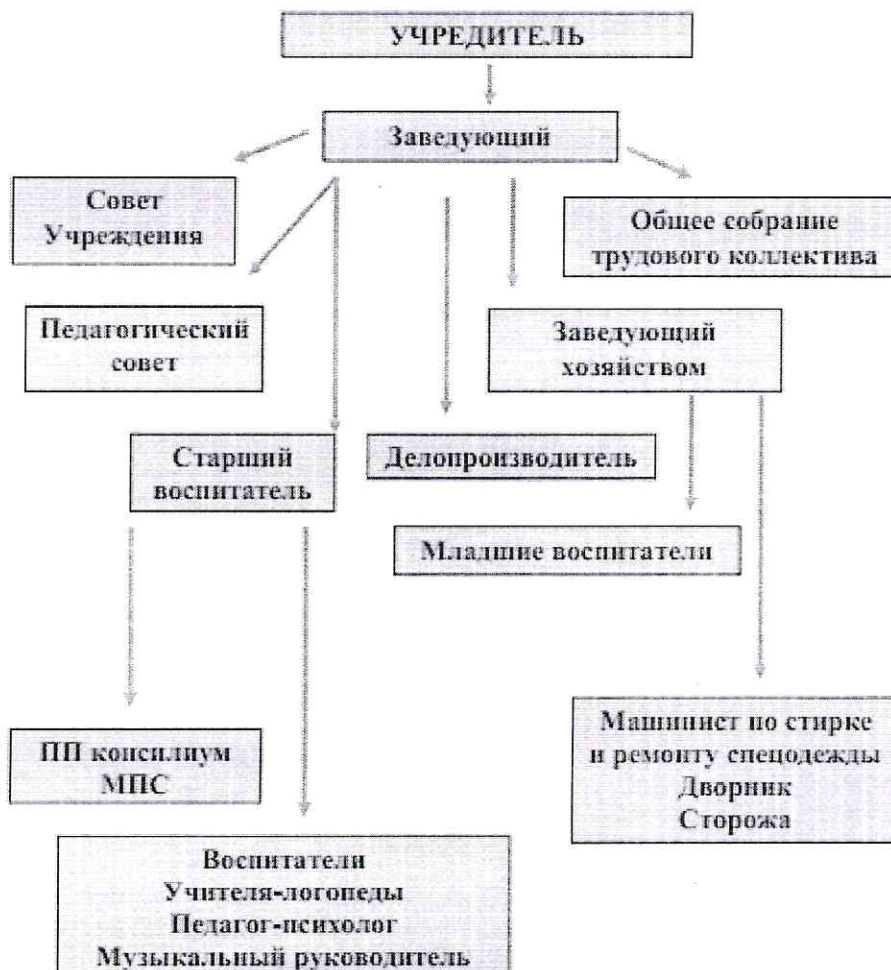 УЧРЕДИТЕЛЬ
Заведующий
Совет
Учреждения
Общее собрание
трудового коллектива
Педагогический
совет
Заведующий
хозяйством
Старший
воспитатель
Делопроизводитель
Младшие воспитатели
ПП консилиум
МПС
Машинист по стирке
и ремонту спецодежды
Дворник
Сторожа
Воспитатели
Учителя-логопеды
Педагог-психолог
Музыкальный руководитель